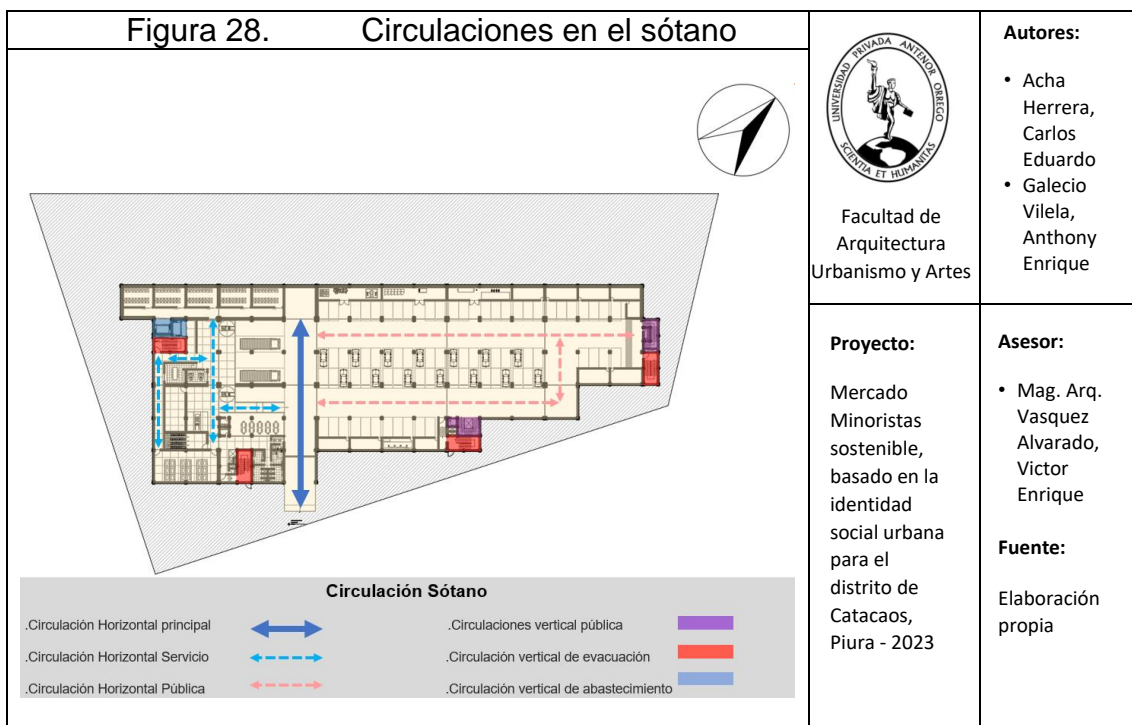 Figura 28. Circulaciones en el sótano
UNIVERSIDAD PRIVADA ANTENOR ORREGO
SCIENTIA ET HUMANITAS
Facultad de
Arquitectura
Urbanismo y Artes
Autores:
• Acha
Herrera,
Carlos
Eduardo
• Galecio
Vilela,
Anthony
Enrique
Proyecto:
Mercado
Minoristas
sostenible,
basado en la
identidad
social urbana
para el
distrito de
Catacaos,
Piura - 2023
Asesor:
• Mag. Arq.
Vasquez
Alvarado,
Victor
Enrique
Fuente:
Elaboración
propia
Circulación Sótano
.Circulación Horizontal principal
.Circulación Horizontal Servicio
.Circulación Horizontal Pública
.Circulaciones vertical pública
.Circulación vertical de evacuación
.Circulación vertical de abastecimiento